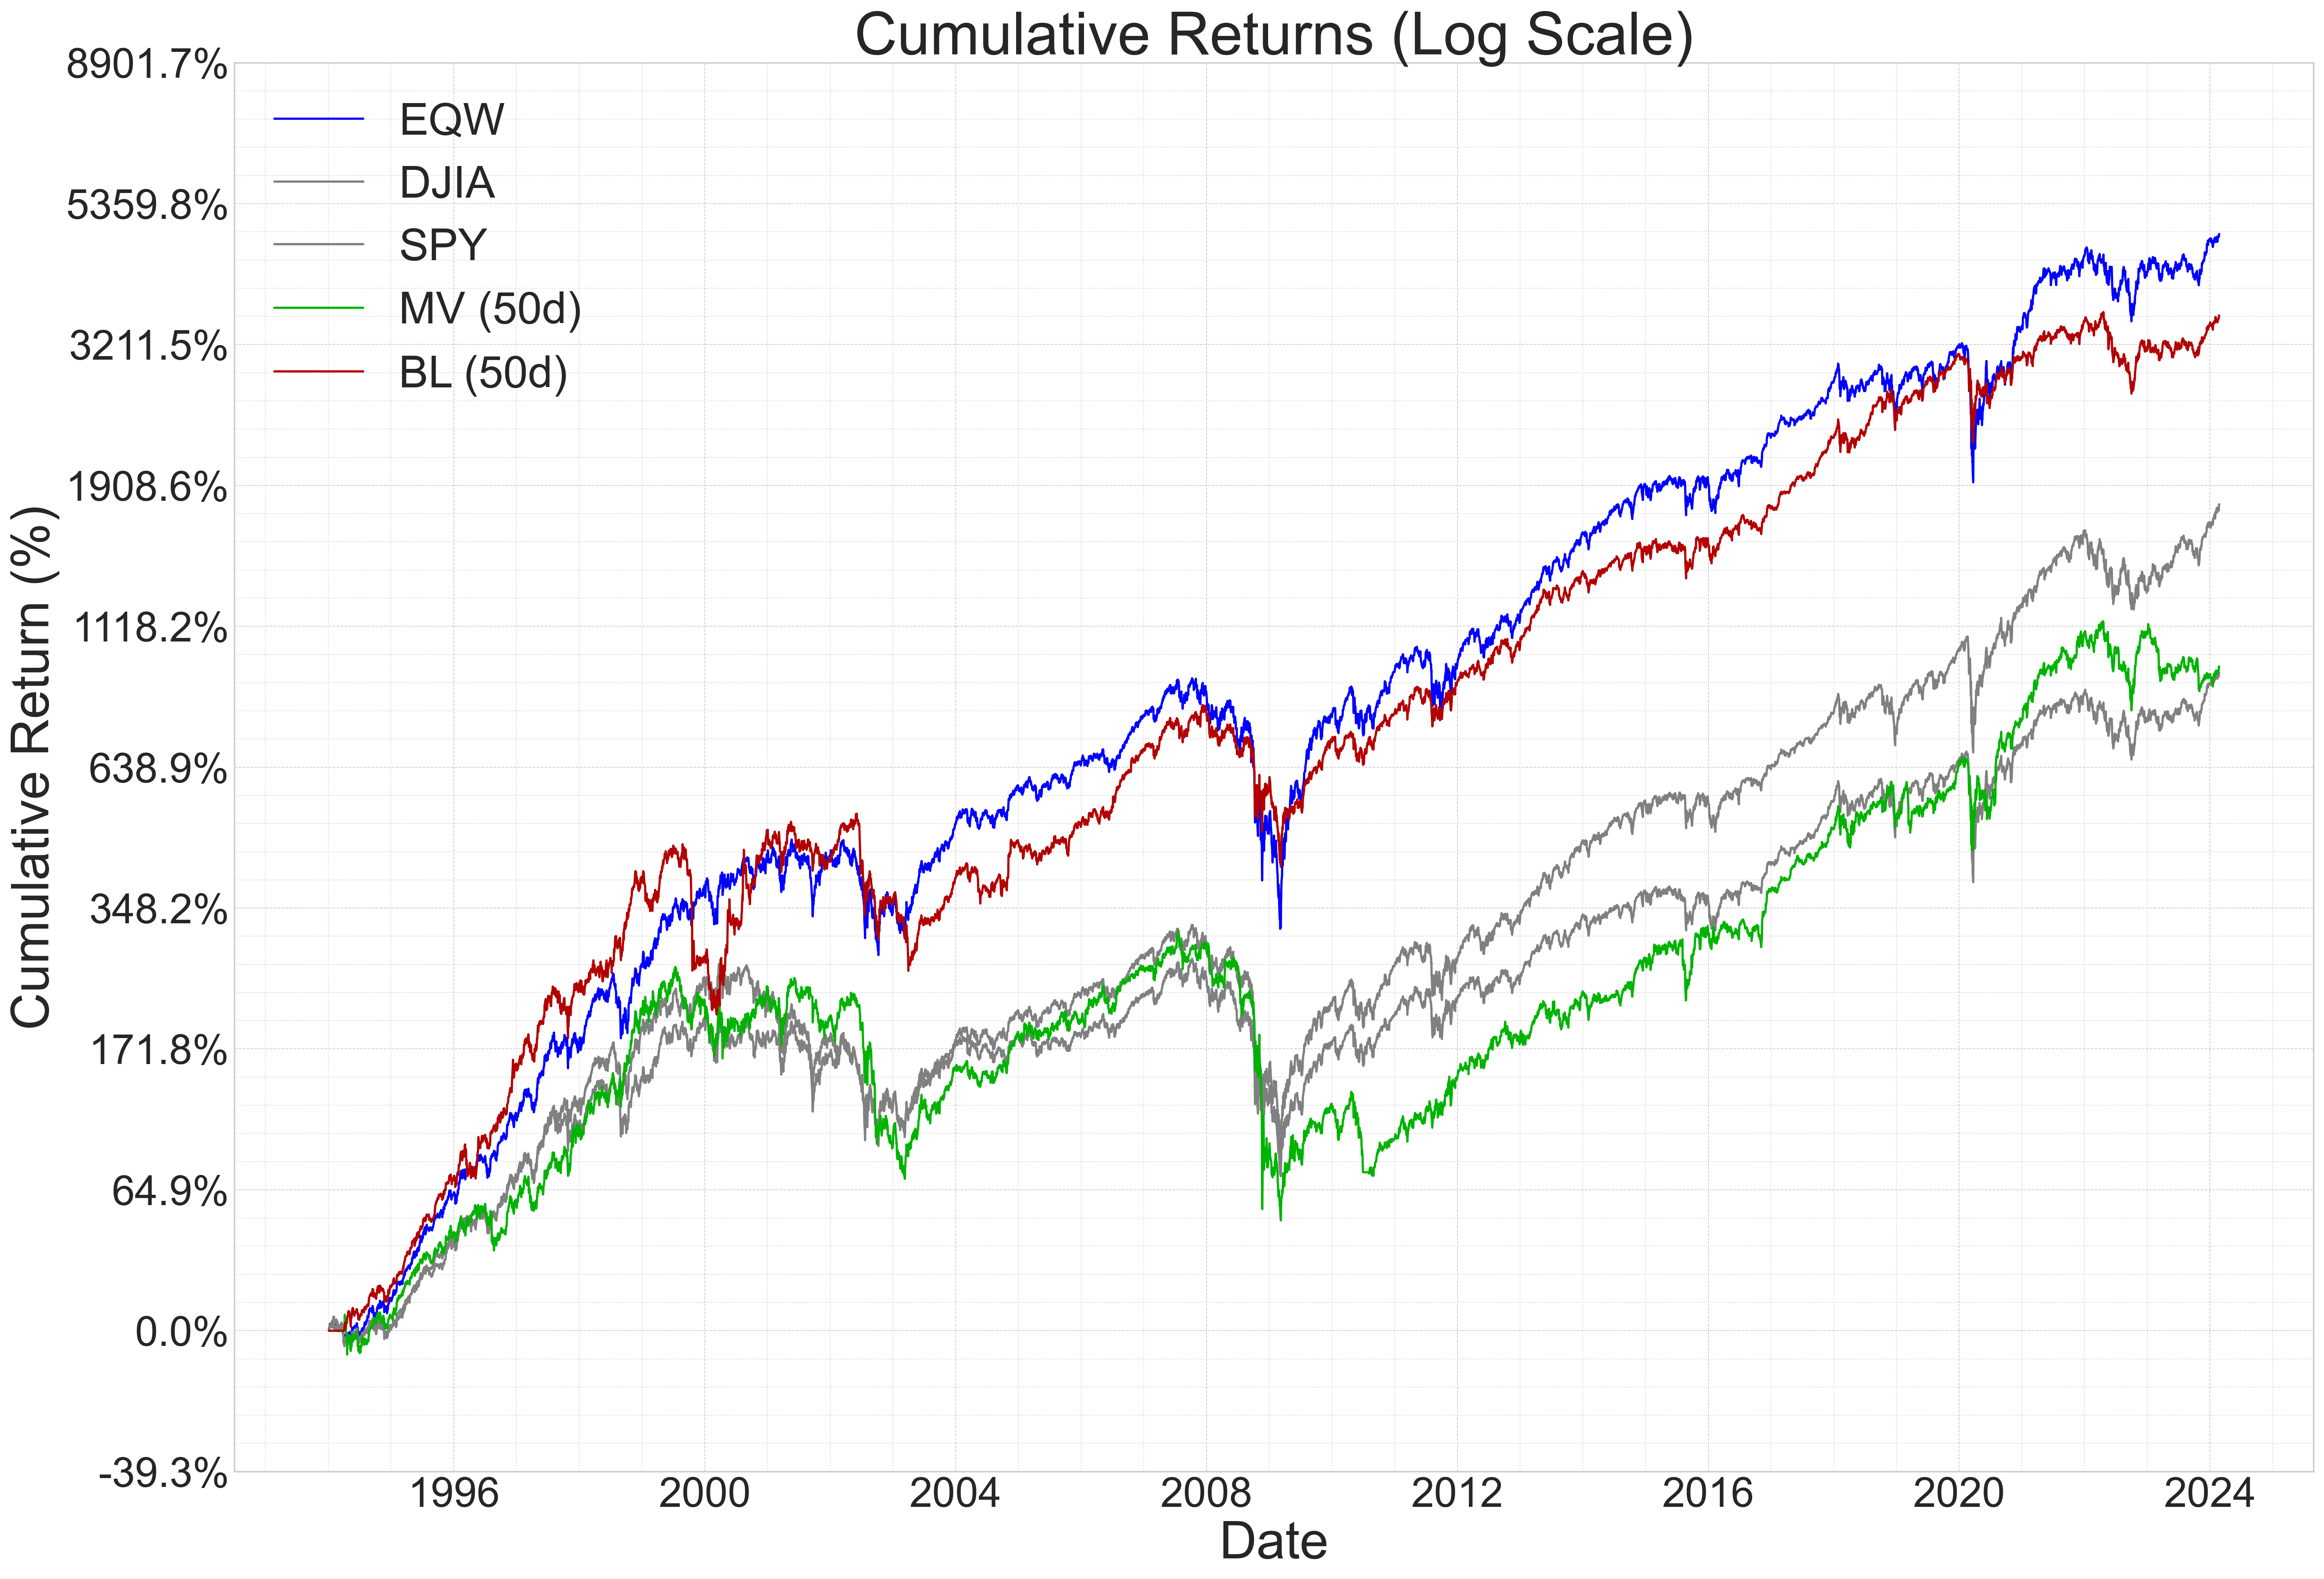 Cumulative Returns (Log Scale)
8901.7%
5359.8%
3211.5%
1908.6%
1118.2%
638.9%
348.2%
171.8%
64.9%
0.0%
-39.3%
Cumulative Return (%)
EQW
DJIA
SPY
MV (50d)
BL (50d)
1996 2000 2004 2008 2012 2016 2020 2024
Date